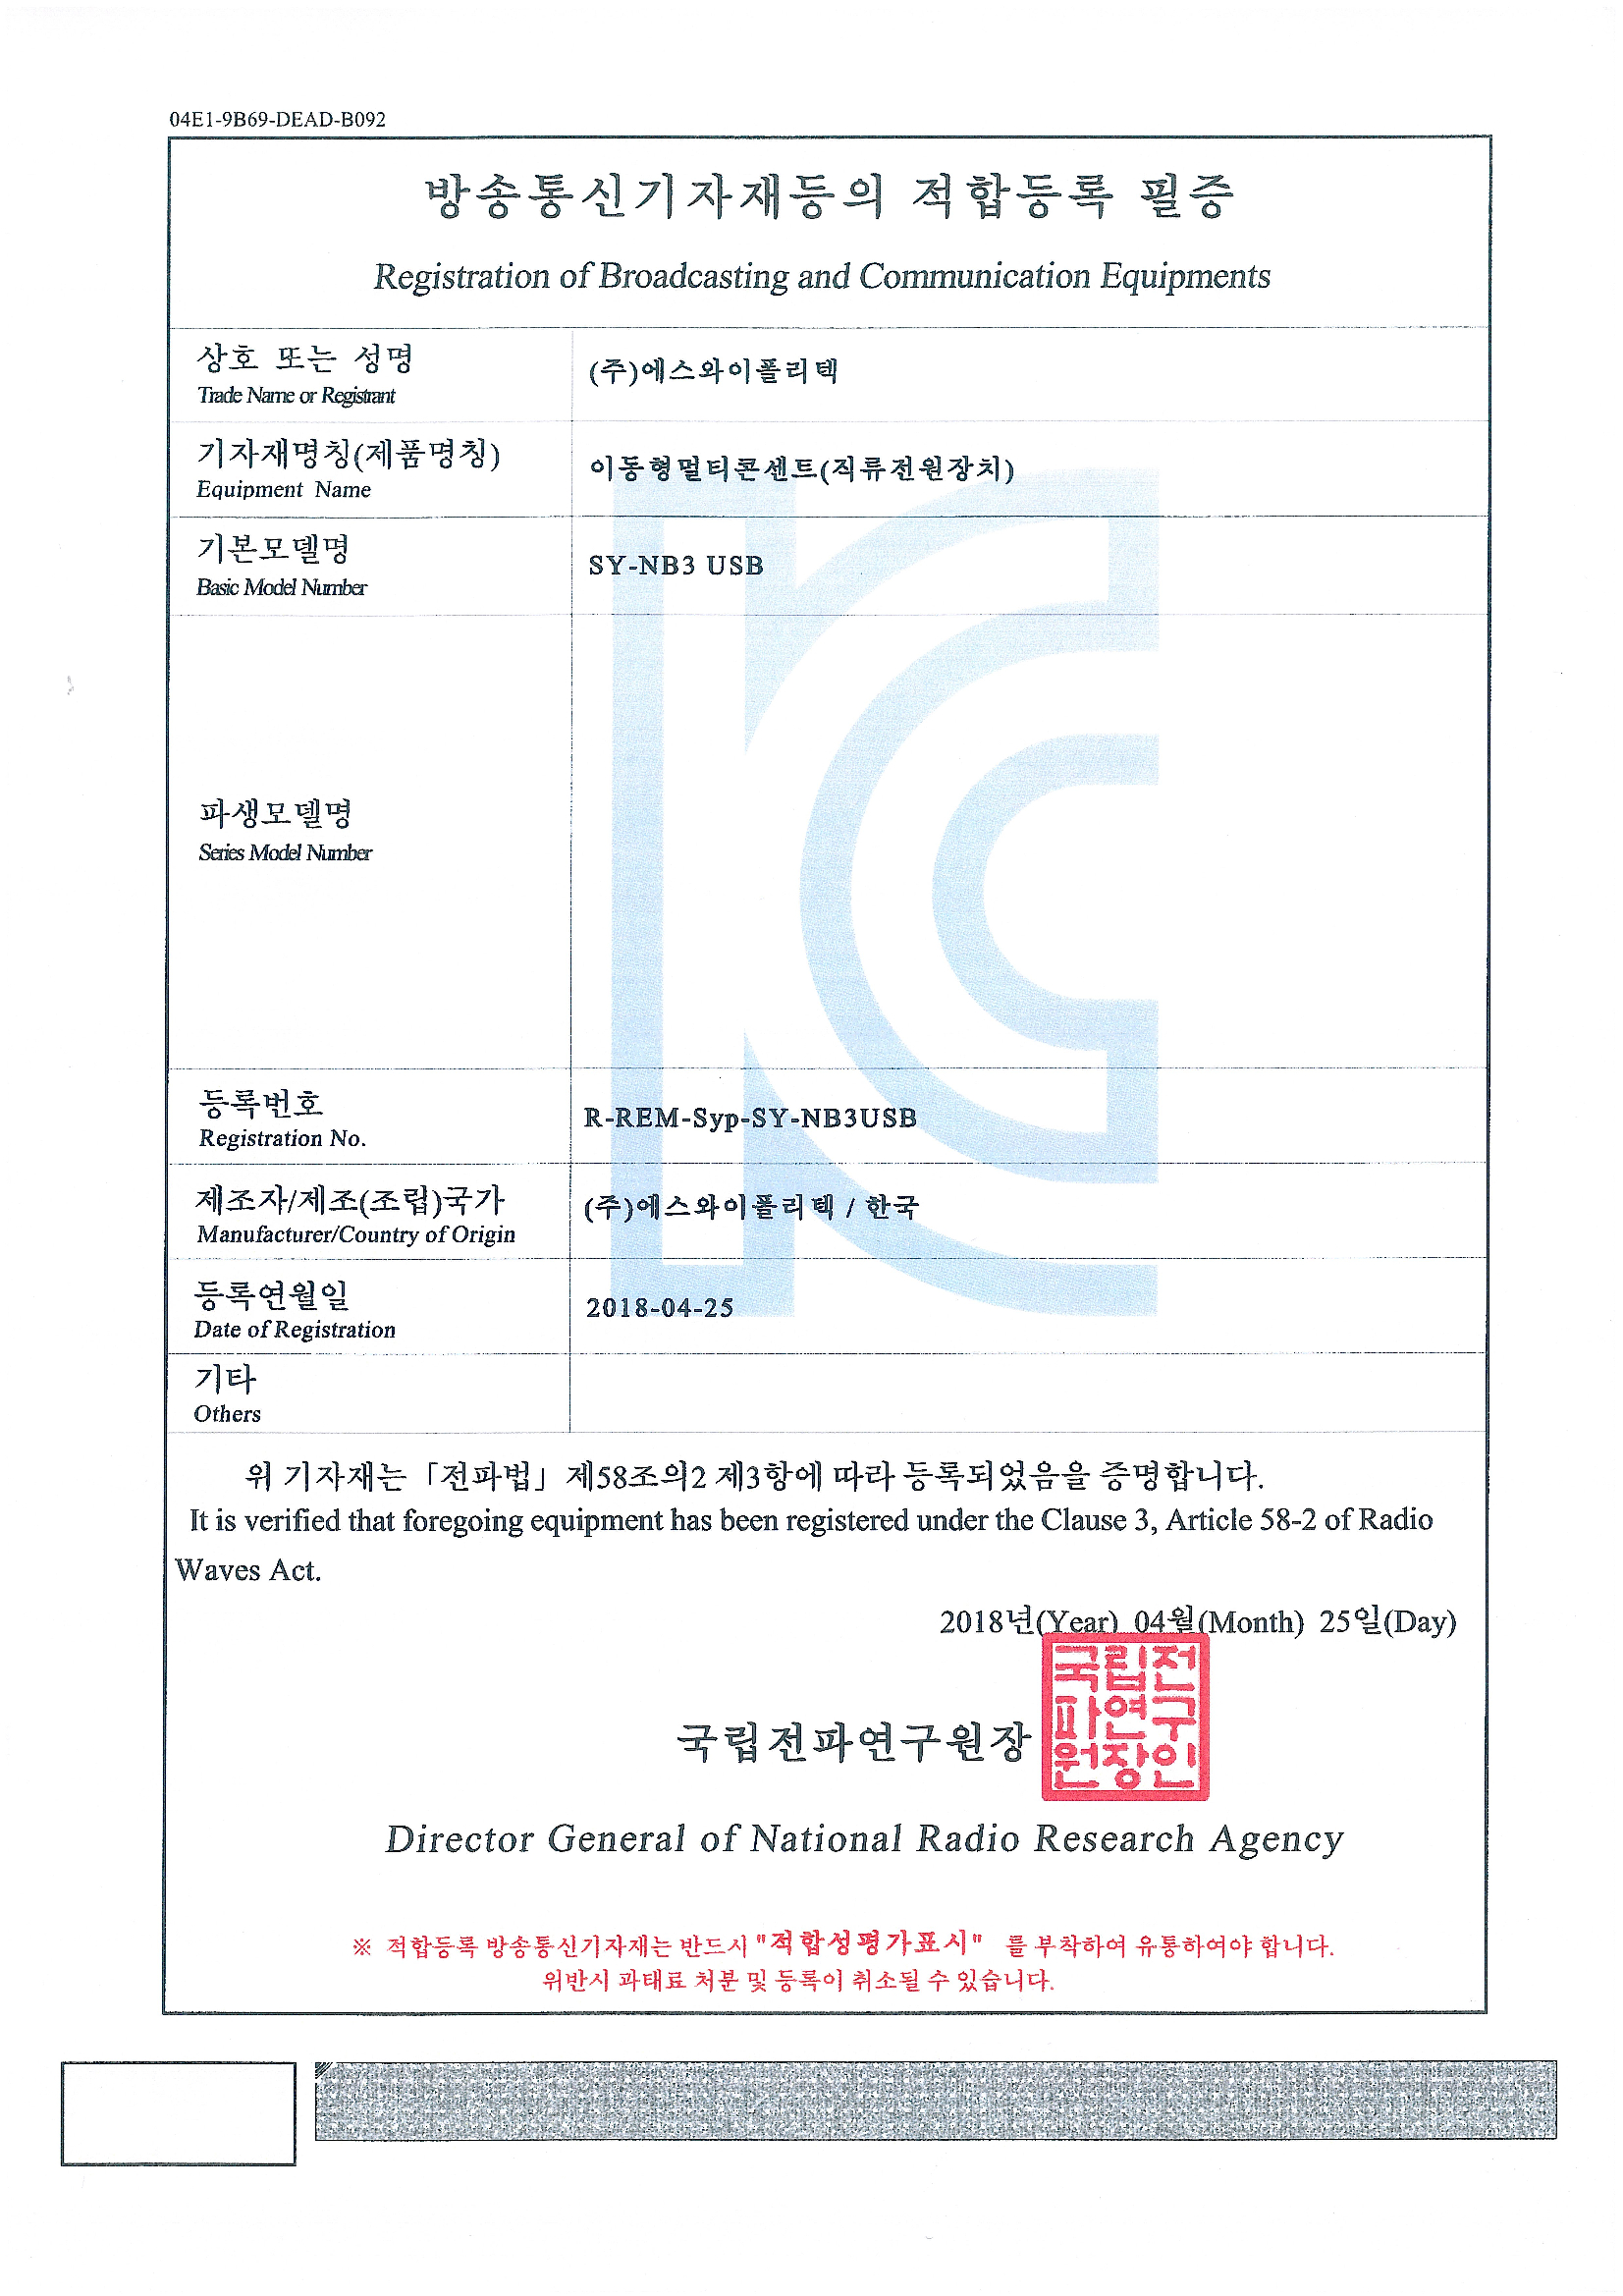 04E1-9B69-DEAD-B092
방송통신기자재등의 적합등록 필증
Registration of Broadcasting and Communication Equipments
상호 또는 성명
Trade Name or Registrant
(주)에스와이폴리텍
기자재명칭(제품명칭)
Equipment Name
이동형멀티콘센트(직류전원장치)
기본모델명
Basic Model Number
SY-NB3 USB
파생모델명
Series Model Number
등록번호
Registration No.
R-REM-Syp-SY-NB3USB
제조자/제조(조립)국가
Manufacturer/Country of Origin
(주)에스와이폴리텍 / 한국
등록연월일
Date of Registration
2018-04-25
기타
Others
위 기자재는「전파법」제58조의2 제3항에 따라 등록되었음을 증명합니다.
It is verified that foregoing equipment has been registered under the Clause 3, Article 58-2 of Radio
Waves Act.
2018년(Year) 04월(Month) 25일(Day)
국립전파연구원장
국립전
파연구
원장인
Director General of National Radio Research Agency
※ 적합등록 방송통신기자재는 반드시 "적합성평가표시" 를 부착하여 유통하여야 합니다.
위반시 과태료 처분 및 등록이 취소될 수 있습니다.